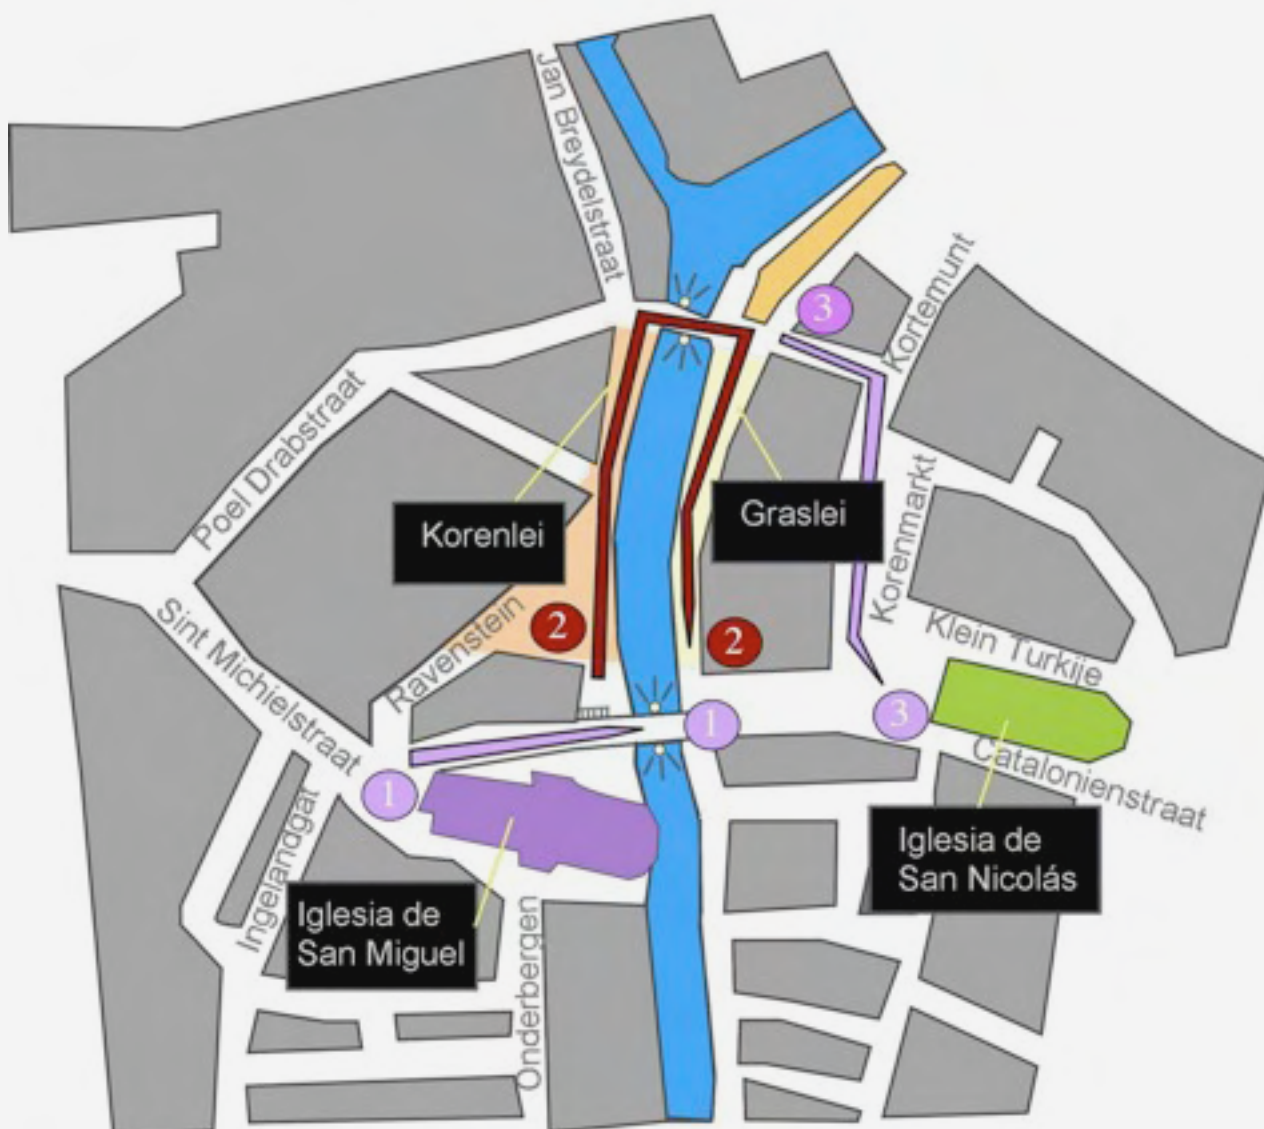 Jan Breydelstraat
3
Kortemunt
Poel Drabstraat
Korenlei
Graslei
Korenmarkt
Sint Michielstraat
Ravenstein
2
2
Klein Turkije
1
3
Catalonienstraat
1
Ingelandgat
Iglesia de
San Nicolás
Iglesia de
San Miguel
Onderbergen